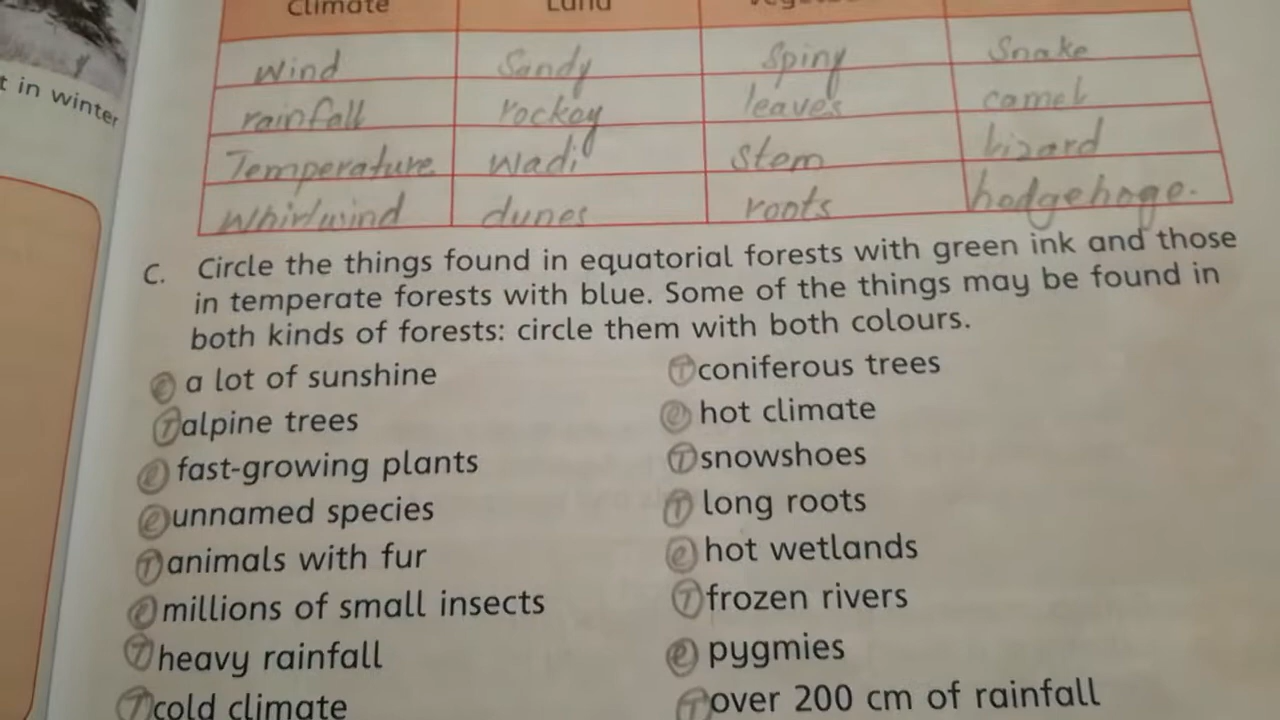 Climate Land
Wind Sandy Spiny Snake
rainfall rockey leaves camel
Temperature wadi stem lizard
Whirlwind dunes roots hedgehoge.
t in winter
C. Circle the things found in equatorial forests with green ink and those
in temperate forests with blue. Some of the things may be found in
both kinds of forests: circle them with both colours.
e a lot of sunshine T coniferous trees
T alpine trees e hot climate
e fast-growing plants T snowshoes
e unnamed species T long roots
T animals with fur e hot wetlands
e millions of small insects T frozen rivers
T heavy rainfall e pygmies
T cold climate T over 200 cm of rainfall